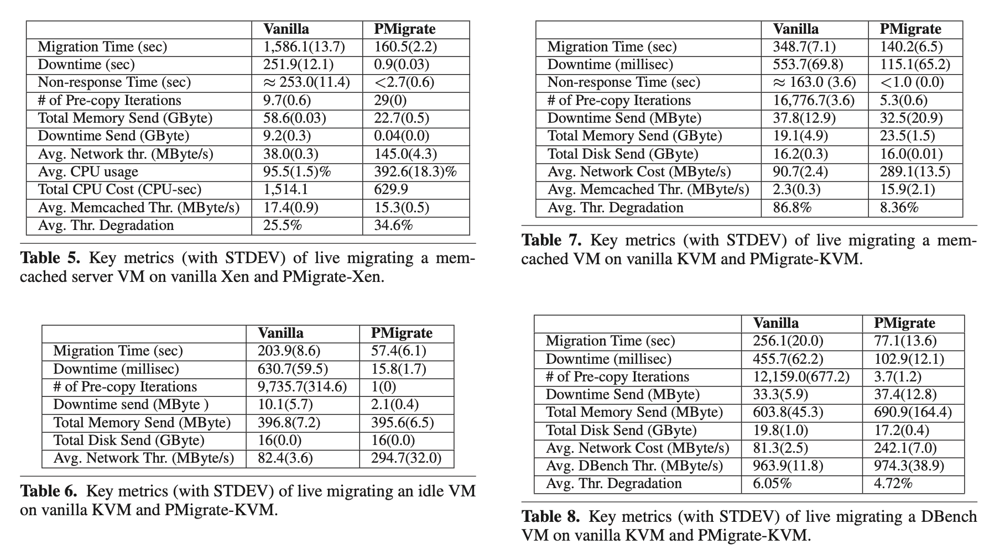 Vanilla PMigrate
Migration Time (sec) 1,586.1(13.7) 160.5(2.2)
Downtime (sec) 251.9(12.1) 0.9(0.03)
Non-response Time (sec) ≈ 253.0(11.4) <2.7(0.6)
# of Pre-copy Iterations 9.7(0.6) 29(0)
Total Memory Send (GByte) 58.6(0.03) 22.7(0.5)
Downtime Send (GByte) 9.2(0.3) 0.04(0.0)
Avg. Network thr. (MByte/s) 38.0(0.3) 145.0(4.3)
Avg. CPU usage 95.5(1.5)% 392.6(18.3)%
Total CPU Cost (CPU-sec) 1,514.1 629.9
Avg. Memcached Thr. (MByte/s) 17.4(0.9) 15.3(0.5)
Avg. Thr. Degradation 25.5% 34.6%
Table 5. Key metrics (with STDEV) of live migrating a mem-
cached server VM on vanilla Xen and PMigrate-Xen.
Vanilla PMigrate
Migration Time (sec) 203.9(8.6) 57.4(6.1)
Downtime (millisec) 630.7(59.5) 15.8(1.7)
# of Pre-copy Iterations 9,735.7(314.6) 1(0)
Downtime send (MByte ) 10.1(5.7) 2.1(0.4)
Total Memory Send (MByte) 396.8(7.2) 395.6(6.5)
Total Disk Send (GByte) 16(0.0) 16(0.0)
Avg. Network Thr. (MByte/s) 82.4(3.6) 294.7(32.0)
Table 6. Key metrics (with STDEV) of live migrating an idle VM
on vanilla KVM and PMigrate-KVM.
Vanilla PMigrate
Migration Time (sec) 348.7(7.1) 140.2(6.5)
Downtime (millisec) 553.7(69.8) 115.1(65.2)
Non-response Time (sec) ≈ 163.0 (3.6) <1.0 (0.0)
# of Pre-copy Iterations 16,776.7(3.6) 5.3(0.6)
Downtime Send (MByte) 37.8(12.9) 32.5(20.9)
Total Memory Send (GByte) 19.1(4.9) 23.5(1.5)
Total Disk Send (GByte) 16.2(0.3) 16.0(0.01)
Avg. Network Cost (MByte/s) 90.7(2.4) 289.1(13.5)
Avg. Memcached Thr. (MByte/s) 2.3(0.3) 15.9(2.1)
Avg. Thr. Degradation 86.8% 8.36%
Table 7. Key metrics (with STDEV) of live migrating a mem-
cached VM on vanilla KVM and PMigrate-KVM.
Vanilla PMigrate
Migration Time (sec) 256.1(20.0) 77.1(13.6)
Downtime (millisec) 455.7(62.2) 102.9(12.1)
# of Pre-copy Iterations 12,159.0(677.2) 3.7(1.2)
Downtime Send (MByte) 33.3(5.9) 37.4(12.8)
Total Memory Send (MByte) 603.8(45.3) 690.9(164.4)
Total Disk Send (GByte) 19.8(1.0) 17.2(0.4)
Avg. Network Cost (MByte/s) 81.3(2.5) 242.1(7.0)
Avg. DBench Thr. (MByte/s) 963.9(11.8) 974.3(38.9)
Avg. Thr. Degradation 6.05% 4.72%
Table 8. Key metrics (with STDEV) of live migrating a DBench
VM on vanilla KVM and PMigrate-KVM.